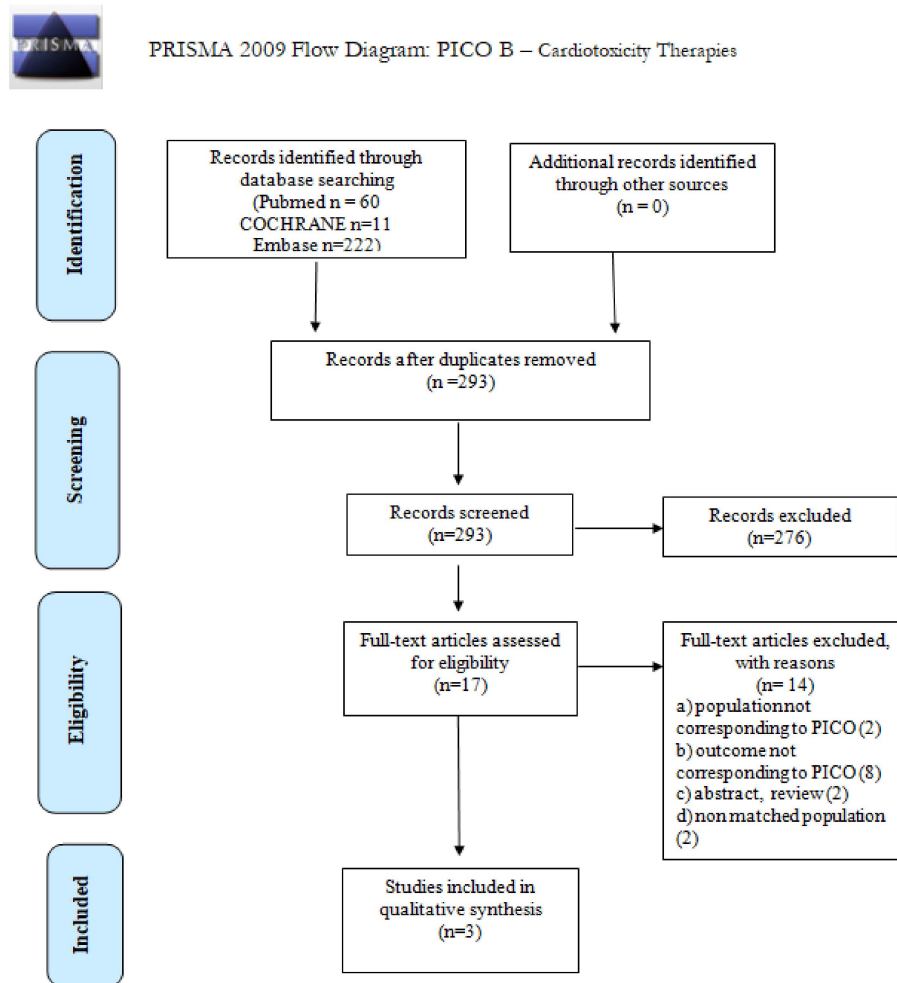 PRISMA
PRISMA 2009 Flow Diagram: PICO B – Cardiotoxicity Therapies
Identification
Records identified through
database searching
(Pubmed n = 60
COCHRANE n=11
Embase n=222)
Additional records identified
through other sources
(n = 0)
Records after duplicates removed
(n =293)
Screening
Records screened
(n=293)
Records excluded
(n=276)
Eligibility
Full-text articles assessed
for eligibility
(n=17)
Full-text articles excluded,
with reasons
(n= 14)
a) population not
corresponding to PICO (2)
b) outcome not
corresponding to PICO (8)
c) abstract, review (2)
d) non matched population
(2)
Included
Studies included in
qualitative synthesis
(n=3)